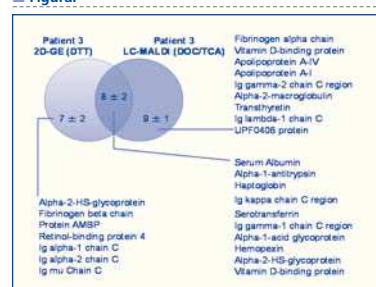 Patient 3
2D-GE (DTT)
Patient 3
LC-MALDI (DOC/TCA)
8 ± 2
7 ± 2
9 ± 1
Fibrinogen alpha chain
Vitamin D-binding protein
Apolipoprotein A-IV
Apolipoprotein A-I
Ig gamma-2 chain C region
Alpha-2-macroglobulin
Transthyretin
Ig lambda-1 chain C
UPF0406 protein
Serum Albumin
Alpha-1-antitrypsin
Haptoglobin
Ig kappa chain C region
Serotransferrin
Ig gamma-1 chain C region
Alpha-1-acid glycoprotein
Hemopexin
Alpha-2-HS-glycoprotein
Vitamin D-binding protein
Alpha-2-HS-glycoprotein
Fibrinogen beta chain
Protein AMBP
Retinol-binding protein 4
Ig alpha-1 chain C
Ig alpha-2 chain C
Ig mu Chain C